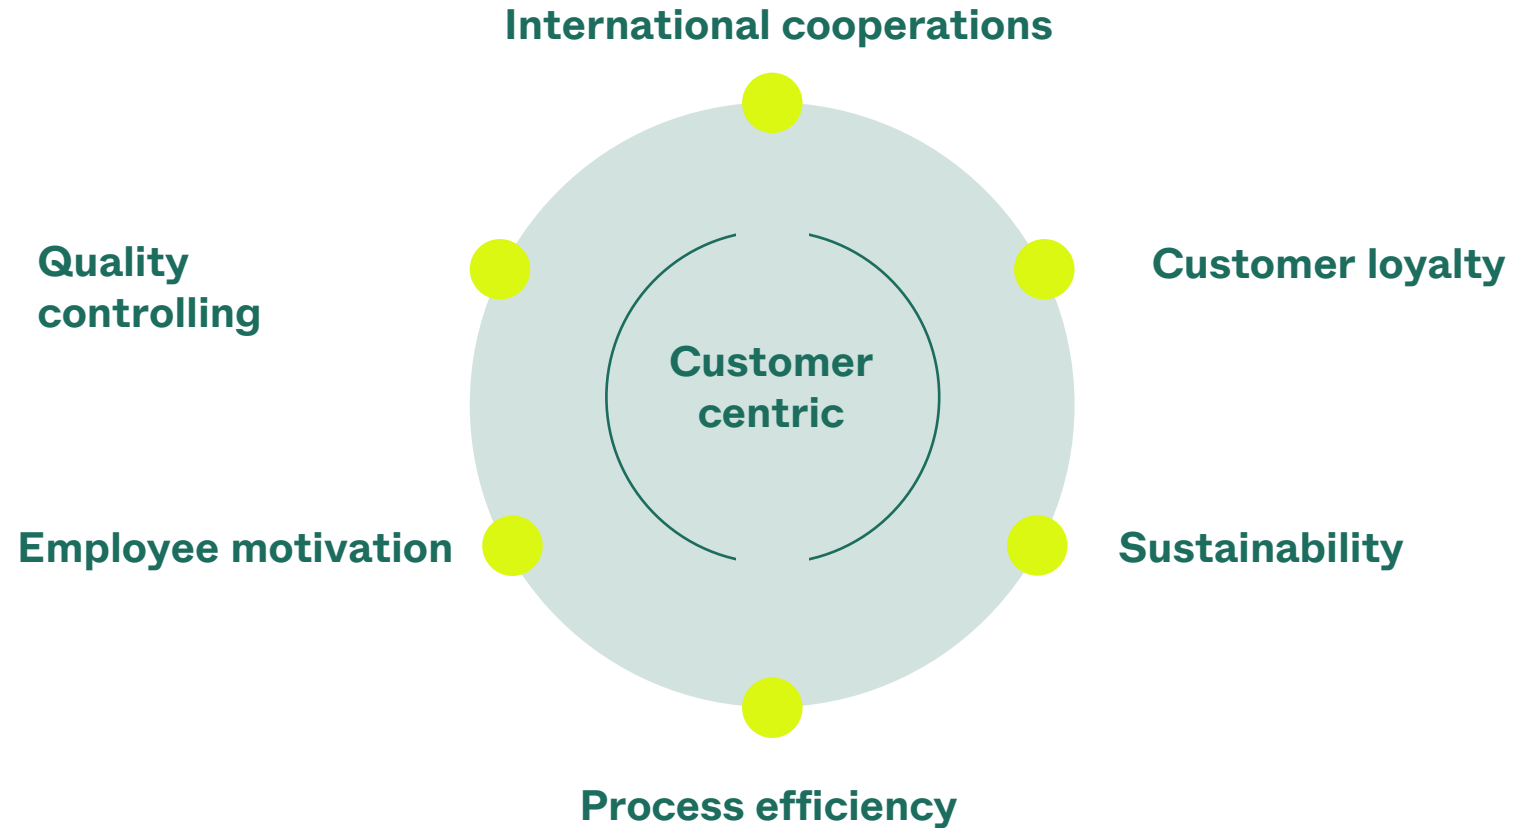 International cooperations
Quality
controlling
Customer loyalty
Customer
centric
Employee motivation
Sustainability
Process efficiency